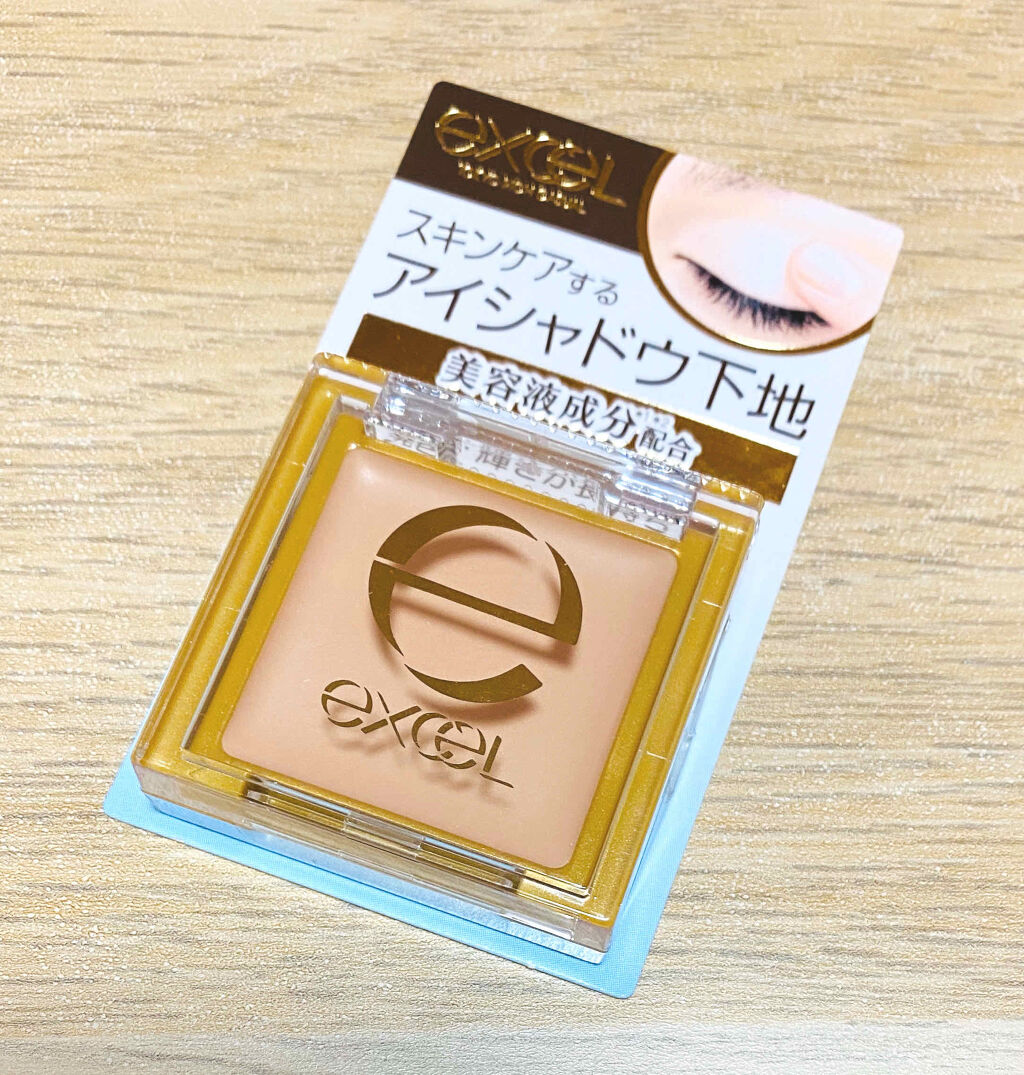 excel
スキンケアする
アイシャドウ下地
美容液成分配合
e
excel